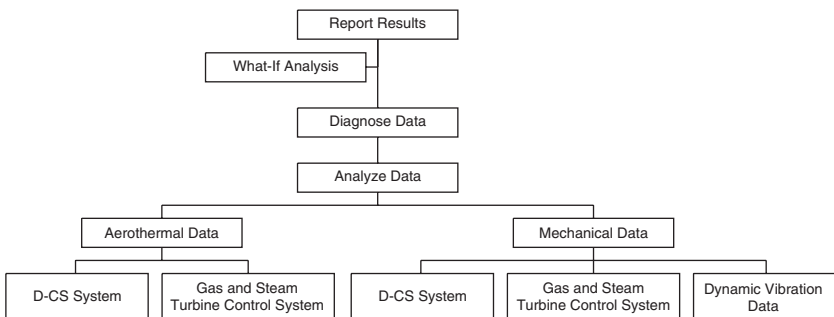 Report Results
What-If Analysis
Diagnose Data
Analyze Data
Aerothermal Data
Mechanical Data
D-CS System
Gas and Steam
Turbine Control System
D-CS System
Gas and Steam
Turbine Control System
Dynamic Vibration
Data